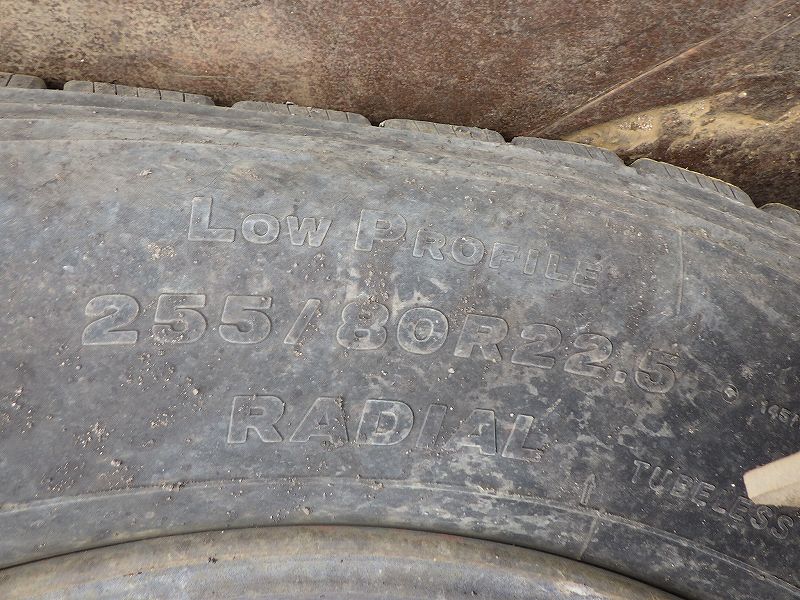 LOW PROFILE
255/80R22.5
RADIAL
TUBELESS